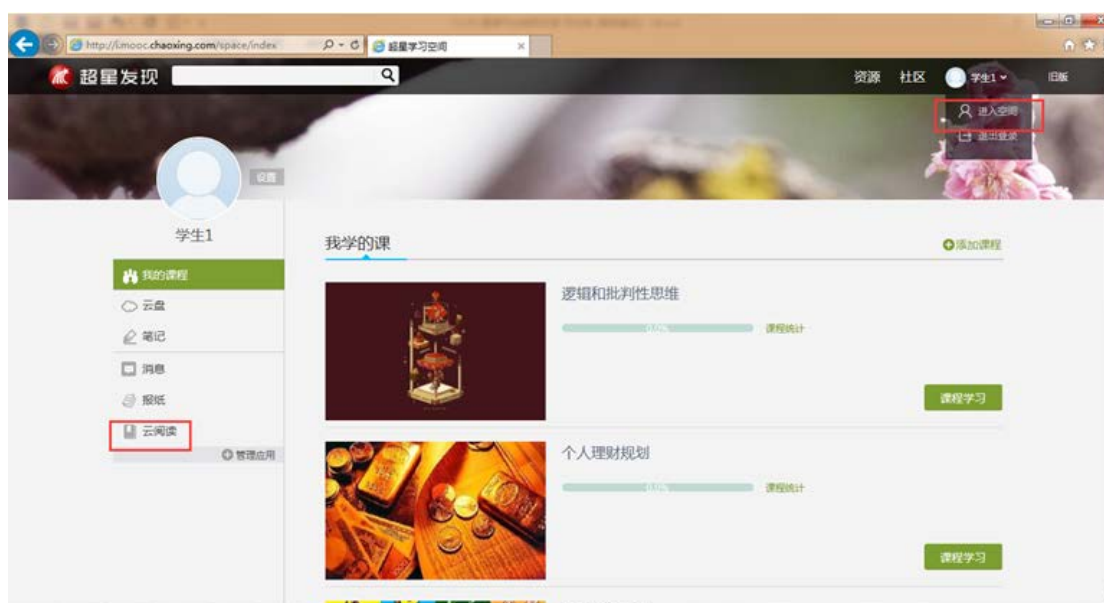 http://i.mooc.chaoxing.com/space/index
超星学习空间
超星发现
资源 社区 学生1 旧版
进入空间
退出登录
设置
学生1
我学的课
添加课程
我的课程
云盘
笔记
消息
报纸
云阅读
管理应用
逻辑和批判性思维
0.0%
课程统计
课程学习
个人理财规划
0.0%
课程统计
课程学习